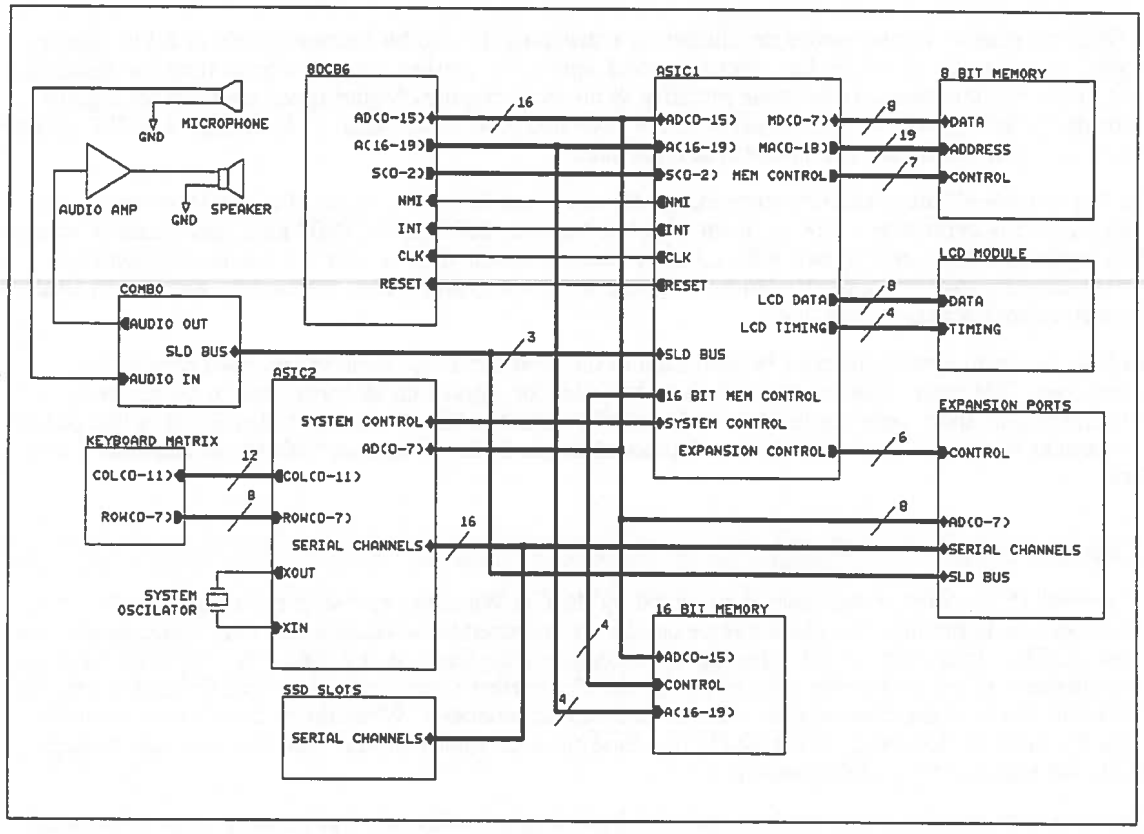 MICROPHONE
GND
AUDIO AMP
GND
SPEAKER
COMBO
AUDIO OUT
SLD BUS
AUDIO IN
3
KEYBOARD MATRIX
COL(0-11)
ROW(0-7)
12
8
SYSTEM
OSCILATOR
8DC86
AD(0-15)
A(16-19)
S(0-2)
NMI
INT
CLK
RESET
16
ASIC2
SYSTEM CONTROL
AD(0-7)
COL(0-11)
ROW(0-7)
SERIAL CHANNELS
XOUT
XIN
16
SSD SLOTS
SERIAL CHANNELS
ASIC1
AD(0-15)
MD(0-7)
A(16-19)
MA(0-18)
S(0-2)
MEM CONTROL
NMI
INT
CLK
RESET
LCD DATA
LCD TIMING
SLD BUS
16 BIT MEM CONTROL
SYSTEM CONTROL
EXPANSION CONTROL
8
19
7
8
4
6
8
8 BIT MEMORY
DATA
ADDRESS
CONTROL
LCD MODULE
DATA
TIMING
EXPANSION PORTS
CONTROL
AD(0-7)
SERIAL CHANNELS
SLD BUS
16 BIT MEMORY
4
4
AD(0-15)
CONTROL
A(16-19)